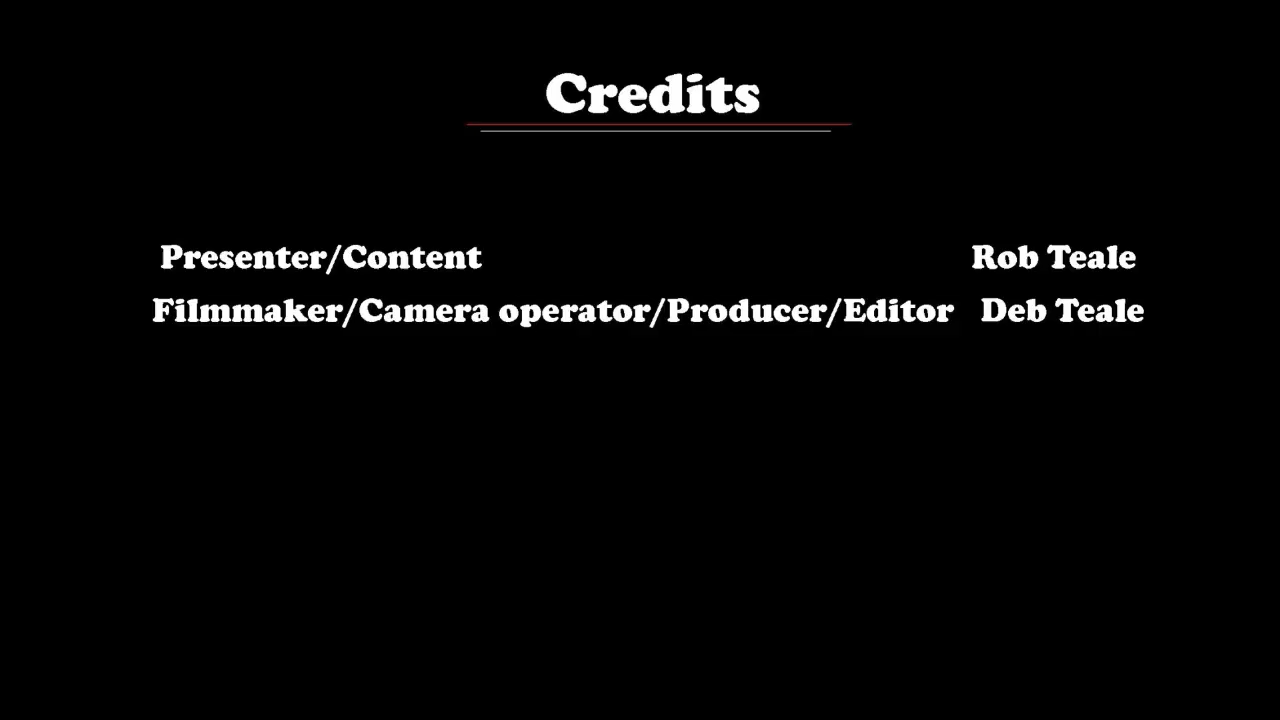 Credits
Presenter/Content Rob Teale
Filmmaker/Camera operator/Producer/Editor Deb Teale